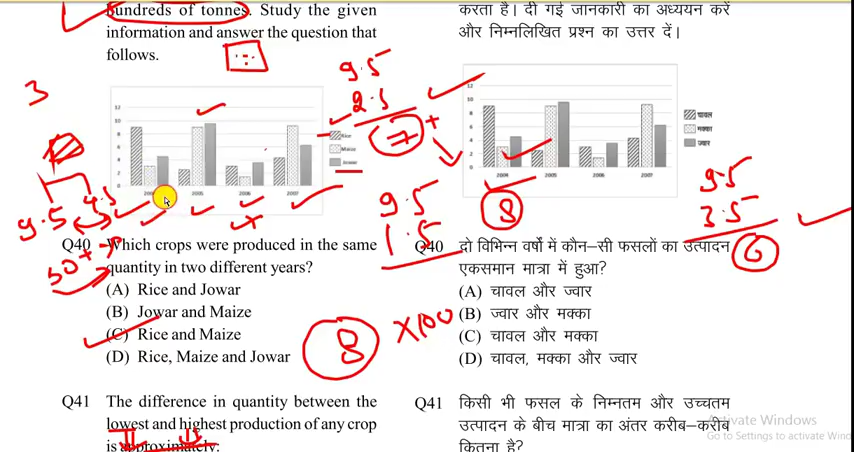 hundreds of tonnes. Study the given
information and answer the question that
follows.
करता है। दी गई जानकारी का अध्ययन करें
और निम्नलिखित प्रश्न का उत्तर दें।
3
9.5
2.5
7
12
10
8
6
4
2
0
2004
2005
2006
2007
Rice
Maize
Jowar
12
10
8
6
4
2
0
2004
2005
2006
2007
चावल
मक्का
ज्वार
9.5
9.5
1.5
8
9.5
3.5
6
Q40 Which crops were produced in the same
quantity in two different years?
(A) Rice and Jowar
(B) Jowar and Maize
(C) Rice and Maize
(D) Rice, Maize and Jowar
8 x100
Q40 दो विभिन्न वर्षों में कौन-सी फसलों का उत्पादन
एकसमान मात्रा में हुआ?
(A) चावल और ज्वार
(B) ज्वार और मक्का
(C) चावल और मक्का
(D) चावल, मक्का और ज्वार
Q41 The difference in quantity between the
lowest and highest production of any crop
is approximately:
Q41 किसी भी फसल के निम्नतम और उच्चतम
उत्पादन के बीच मात्रा का अंतर करीब-करीब
कितना है?
Activate Windows
Go to Settings to activate Win